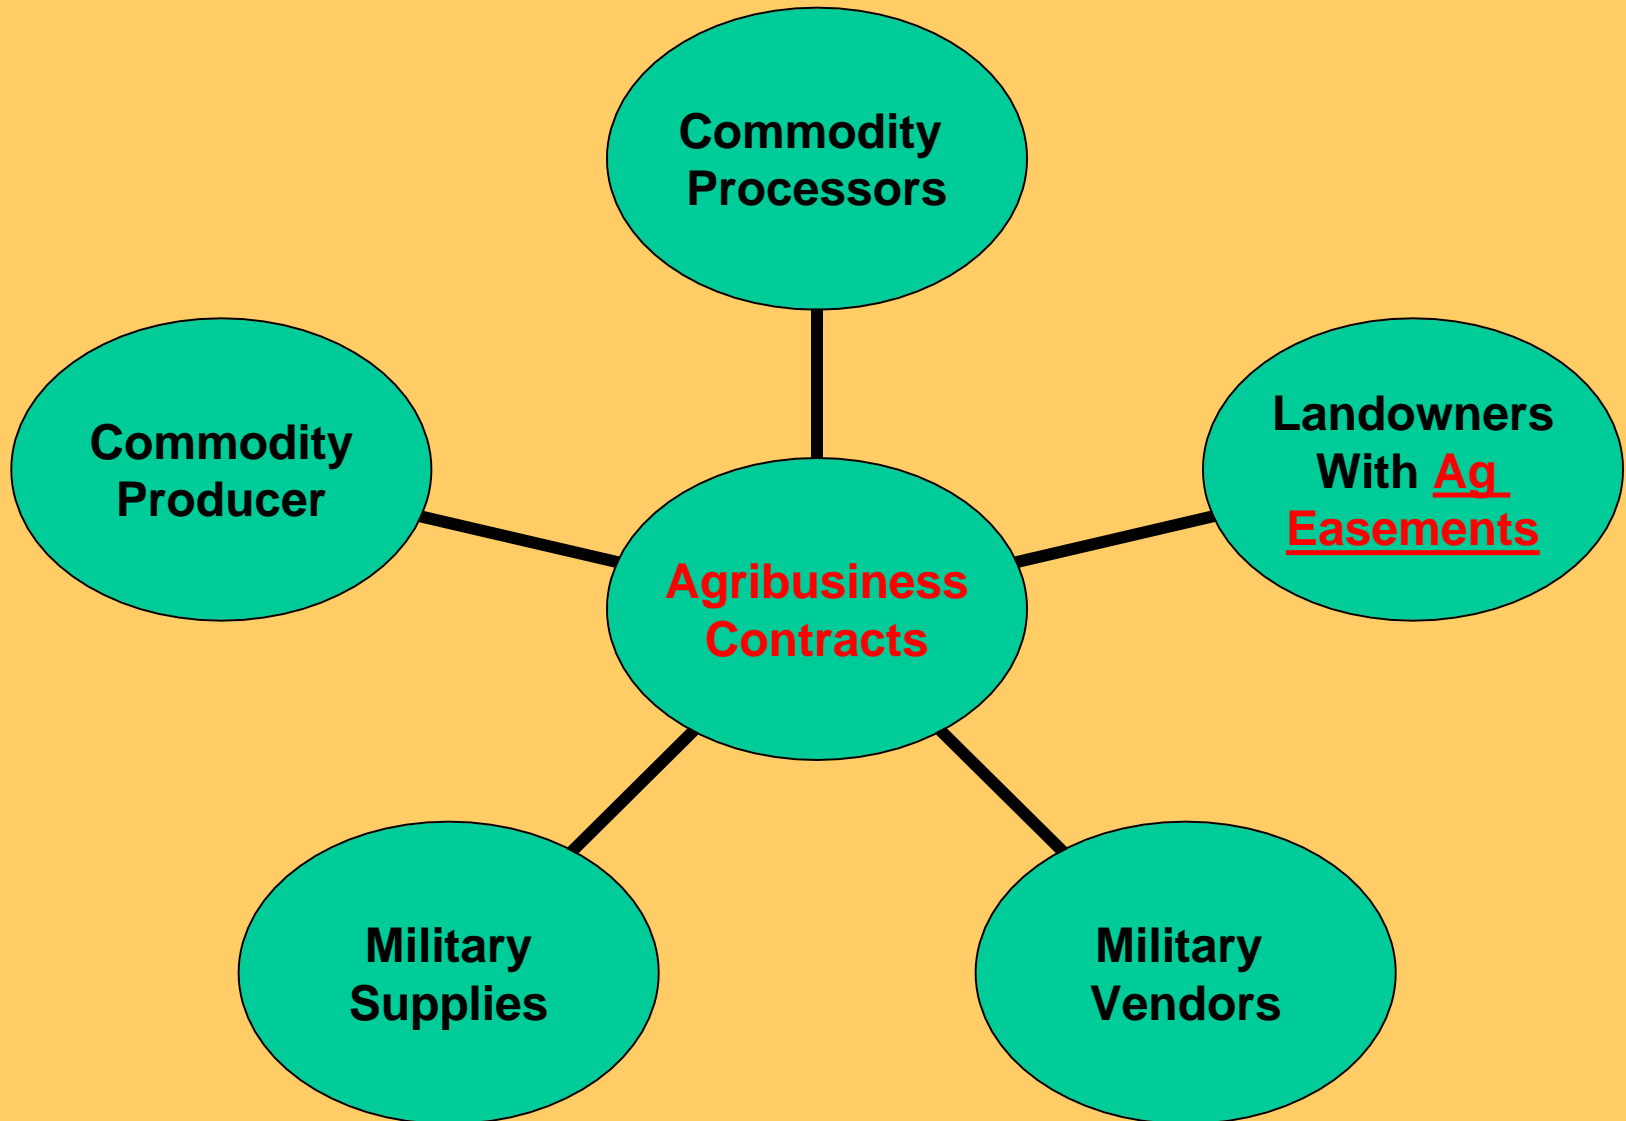 Commodity
Processors
Commodity
Producer
Landowners
With Ag
Easements
Agribusiness
Contracts
Military
Supplies
Military
Vendors